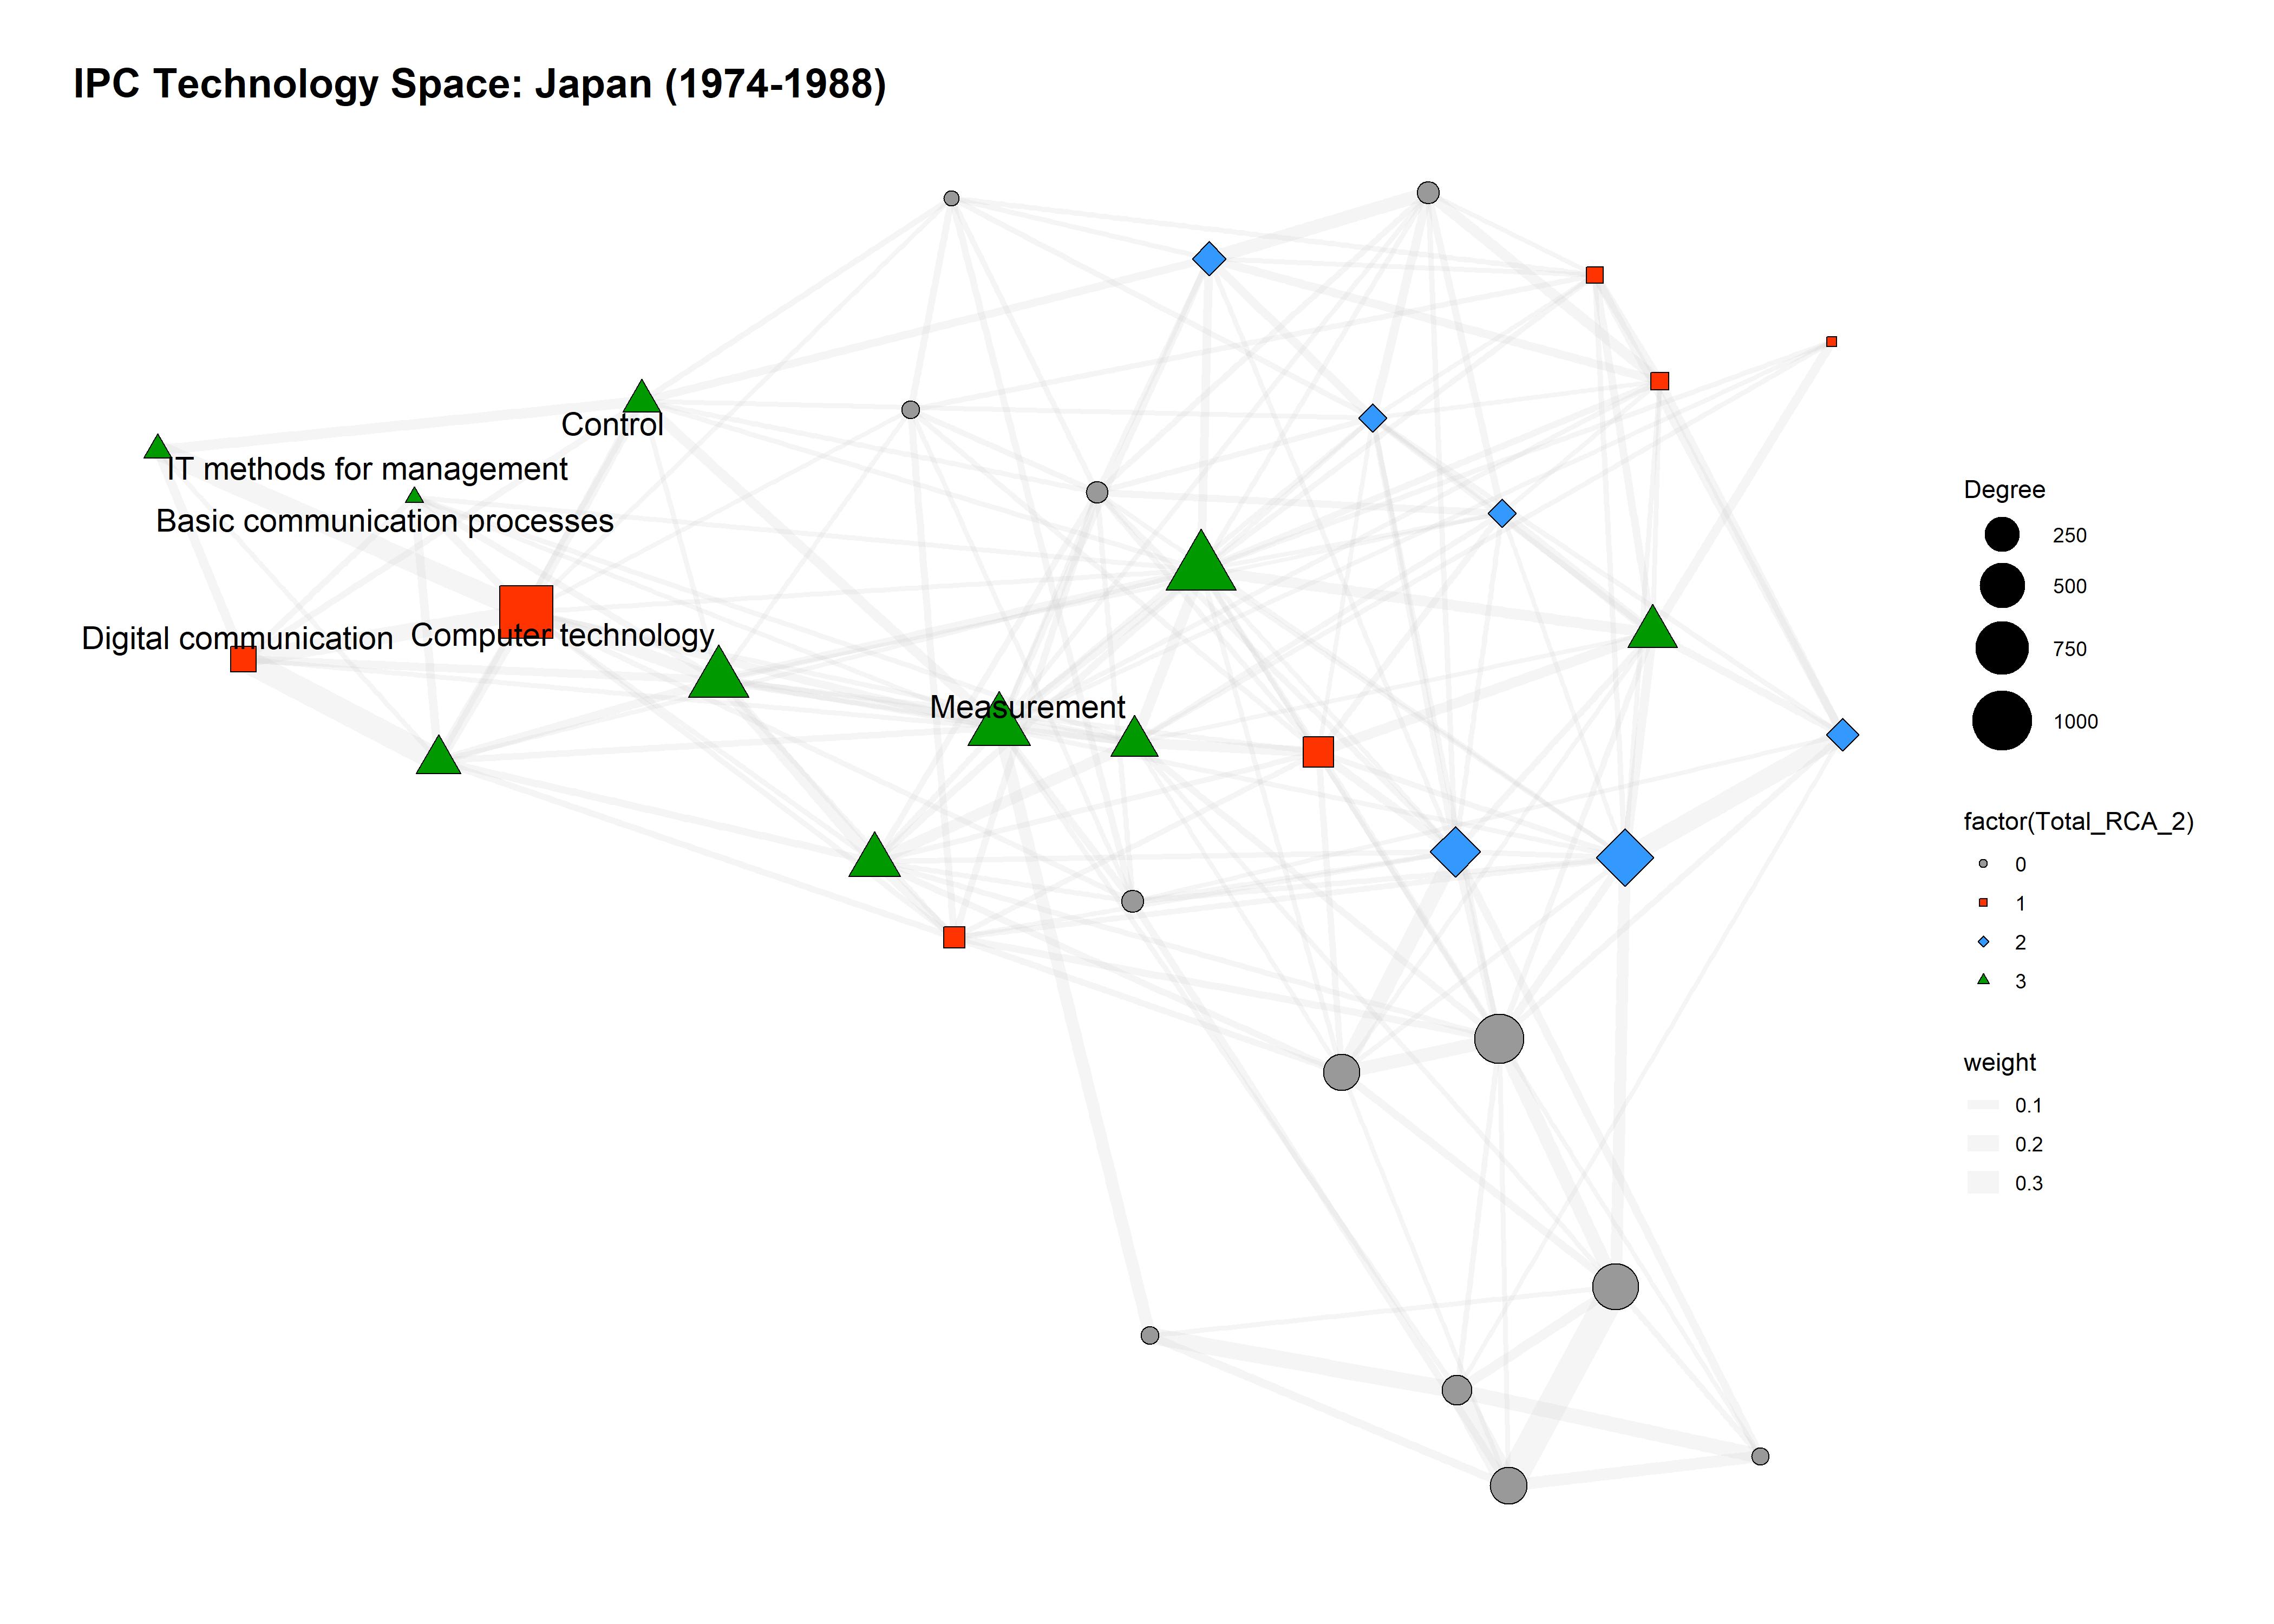 IPC Technology Space: Japan (1974-1988)
Control
IT methods for management
Basic communication processes
Digital communication
Computer technology
Measurement
Degree
250
500
750
1000
factor(Total_RCA_2)
0
1
2
3
weight
0.1
0.2
0.3